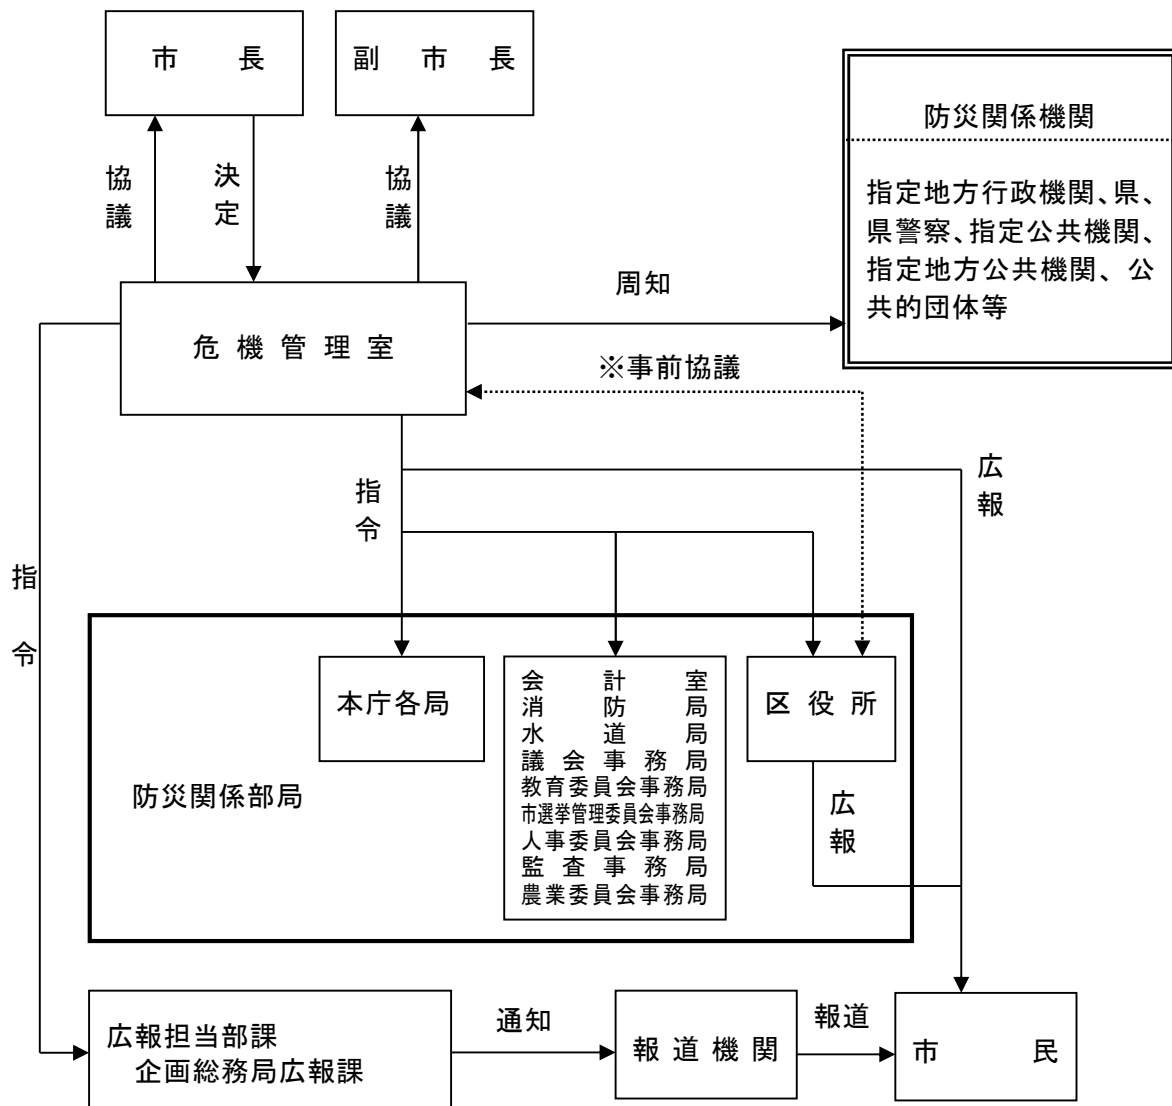 市長
副市長
防災関係機関
指定地方行政機関、県、
県警察、指定公共機関、
指定地方公共機関、公
共的団体等
協議
決定
協議
周知
危機管理室
※事前協議
広報
指令
指令
本庁各局
会計室
消防局
水道局
議会事務局
教育委員会事務局
市選挙管理委員会事務局
人事委員会事務局
監査事務局
農業委員会事務局
区役所
防災関係部局
広報
広報担当部課
企画総務局広報課
通知
報道機関
報道
市民